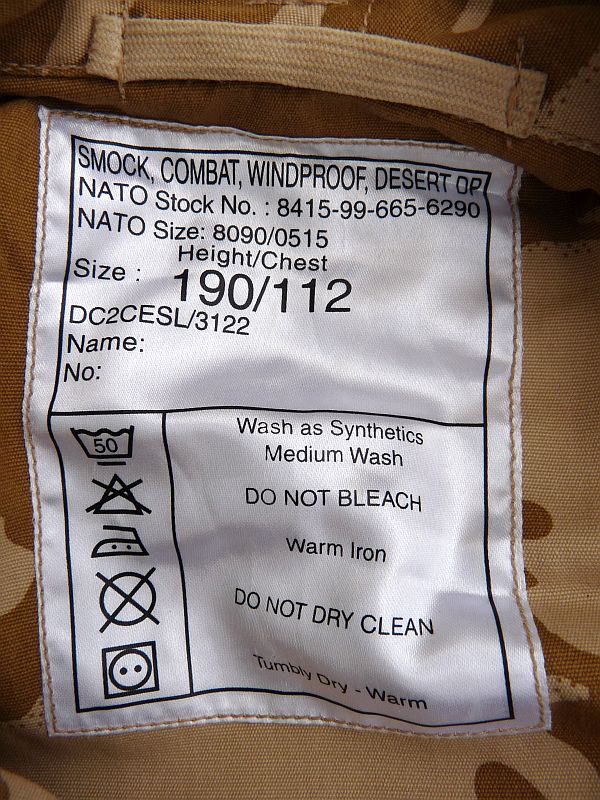 SMOCK, COMBAT, WINDPROOF, DESERT DP
NATO Stock No. : 8415-99-665-6290
NATO Size: 8090/0515
Height/Chest
Size : 190/112
DC2CESL/3122
Name:
No:
50
Wash as Synthetics
Medium Wash
DO NOT BLEACH
Warm Iron
DO NOT DRY CLEAN
Tumbly Dry - Warm